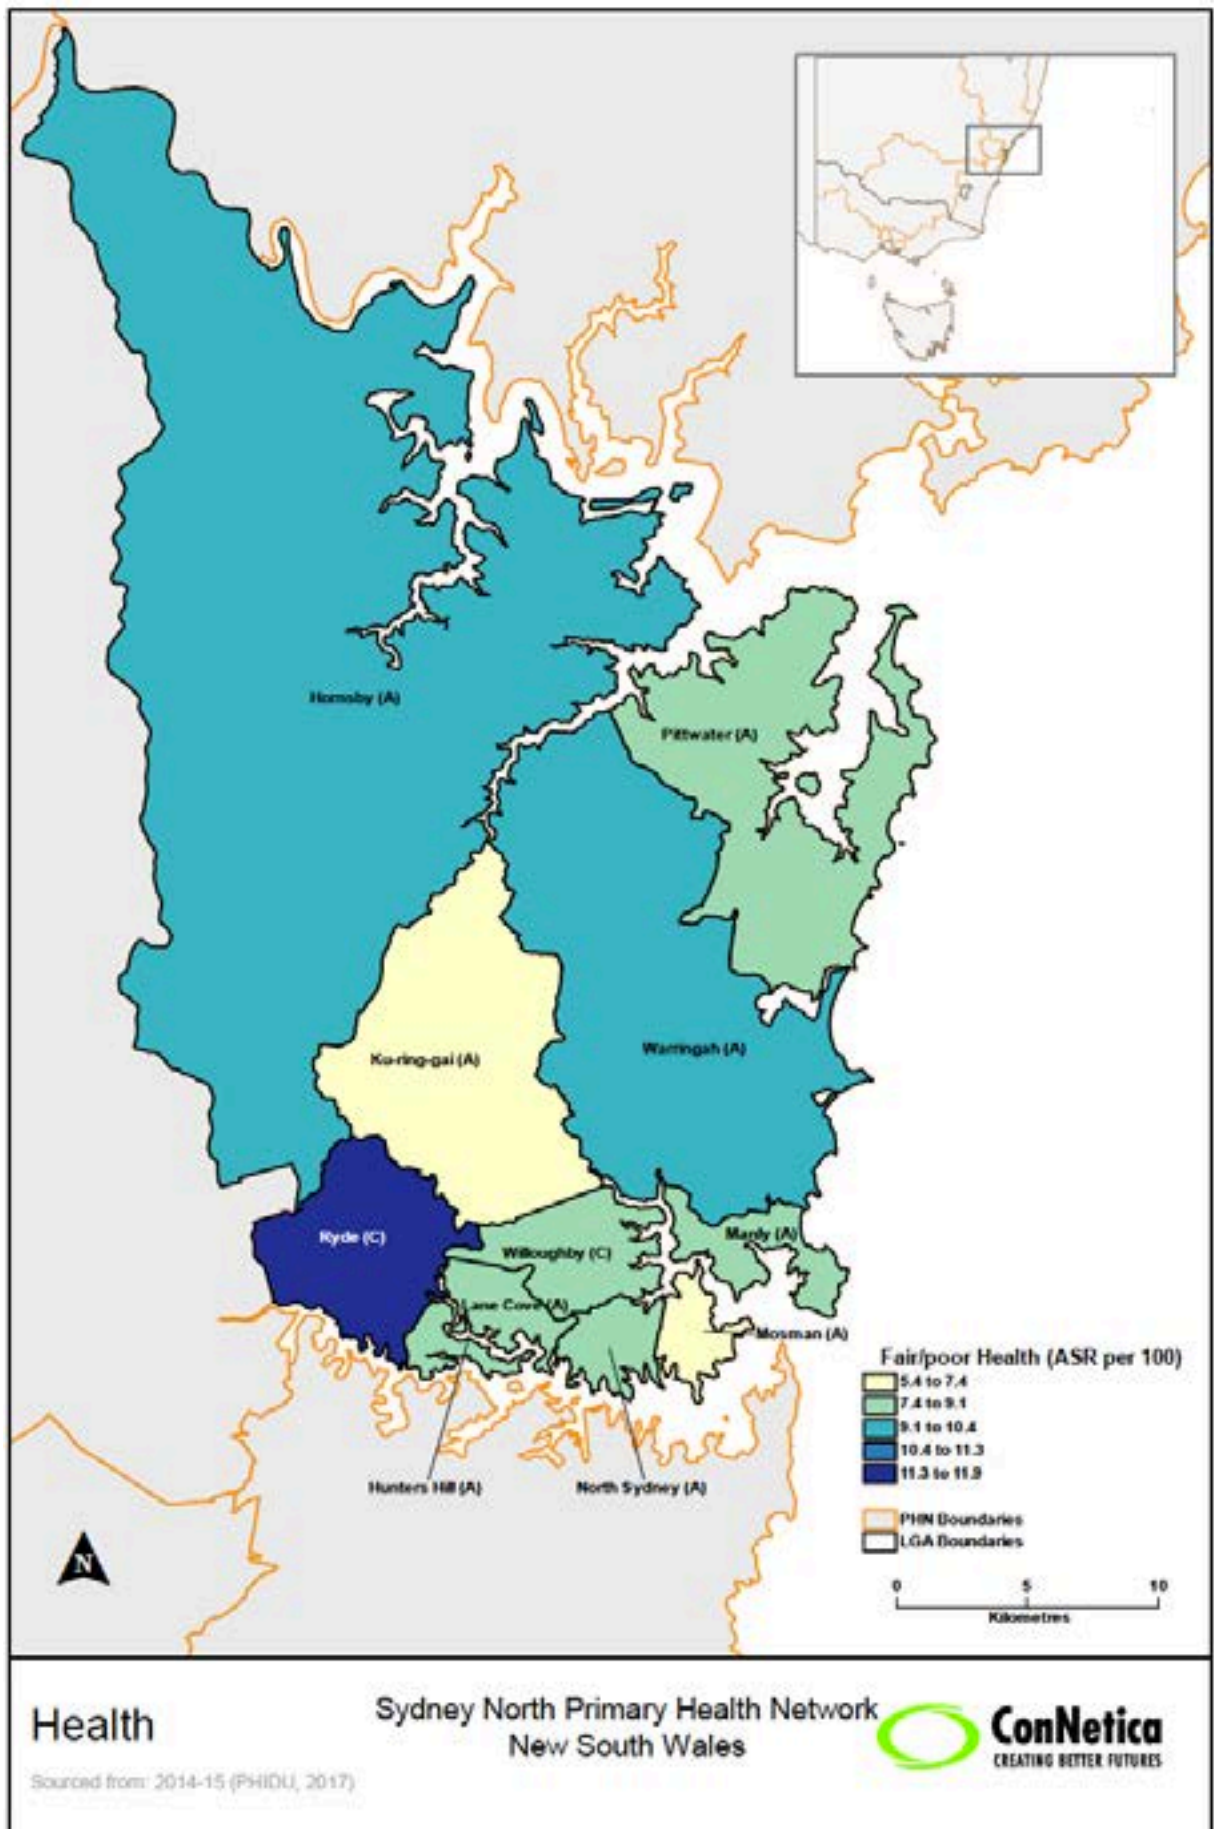 Hornsby (A)
Pittwater (A)
Ku-ring-gai (A)
Warringah (A)
Ryde (C)
Willoughby (C)
Manly (A)
Lane Cove (A)
Mosman (A)
Hunters Hill (A)
North Sydney (A)
Fair/poor Health (ASR per 100)
5.4 to 7.4
7.4 to 9.1
9.1 to 10.4
10.4 to 11.3
11.3 to 11.9
PHN Boundaries
LGA Boundaries
N
0 5 10
Kilometres
Health
Sydney North Primary Health Network
New South Wales
Sourced from: 2014-15 (PHIDU, 2017)
ConNetica
CREATING BETTER FUTURES